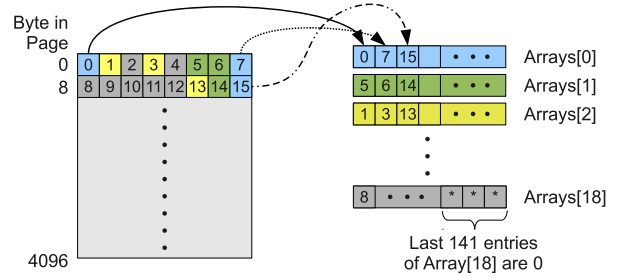 Byte in
Page
0 0 1 2 3 4 5 6 7
8 8 9 10 11 12 13 14 15
4096
0 7 15 • • • Arrays[0]
5 6 14 • • • Arrays[1]
1 3 13 • • • Arrays[2]
8 • • • * * * Arrays[18]
Last 141 entries
of Array[18] are 0